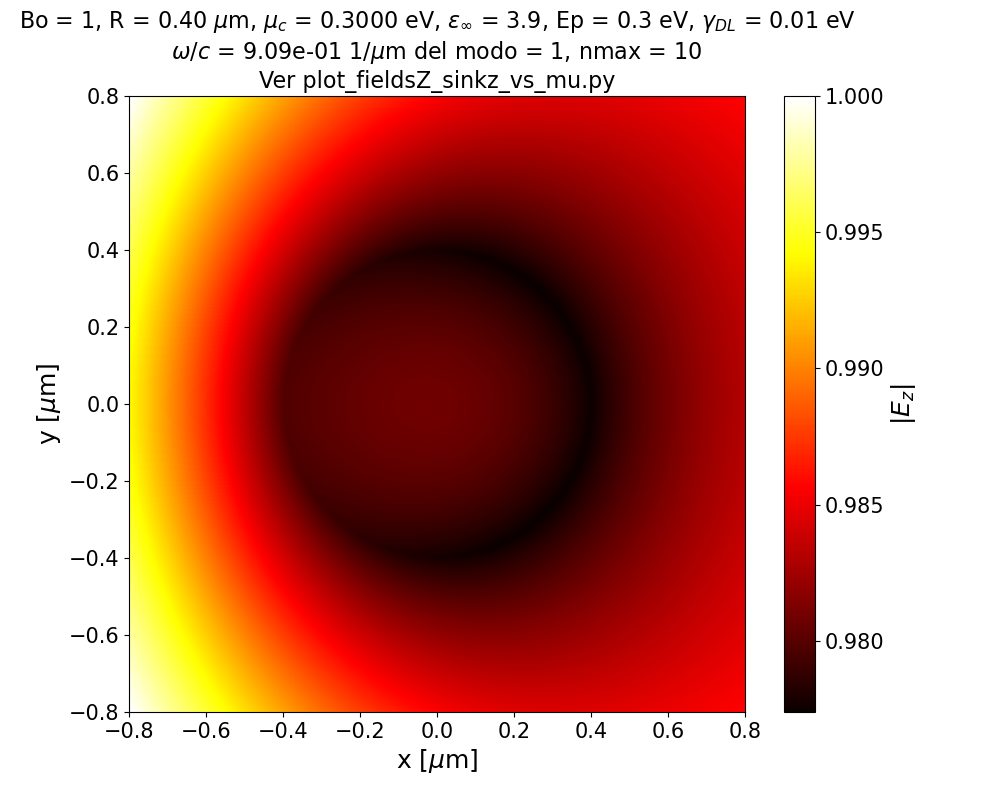 Bo = 1, R = 0.40 μm, μc = 0.3000 eV, ε∞ = 3.9, Ep = 0.3 eV, γDL = 0.01 eV
ω/c = 9.09e-01 1/μm del modo = 1, nmax = 10
Ver plot_fieldsZ_sinkz_vs_mu.py
0.8
0.6
0.4
0.2
0.0
−0.2
−0.4
−0.6
−0.8
y [μm]
−0.8 −0.6 −0.4 −0.2 0.0 0.2 0.4 0.6 0.8
x [μm]
1.000
0.995
0.990
0.985
0.980
|Ez|